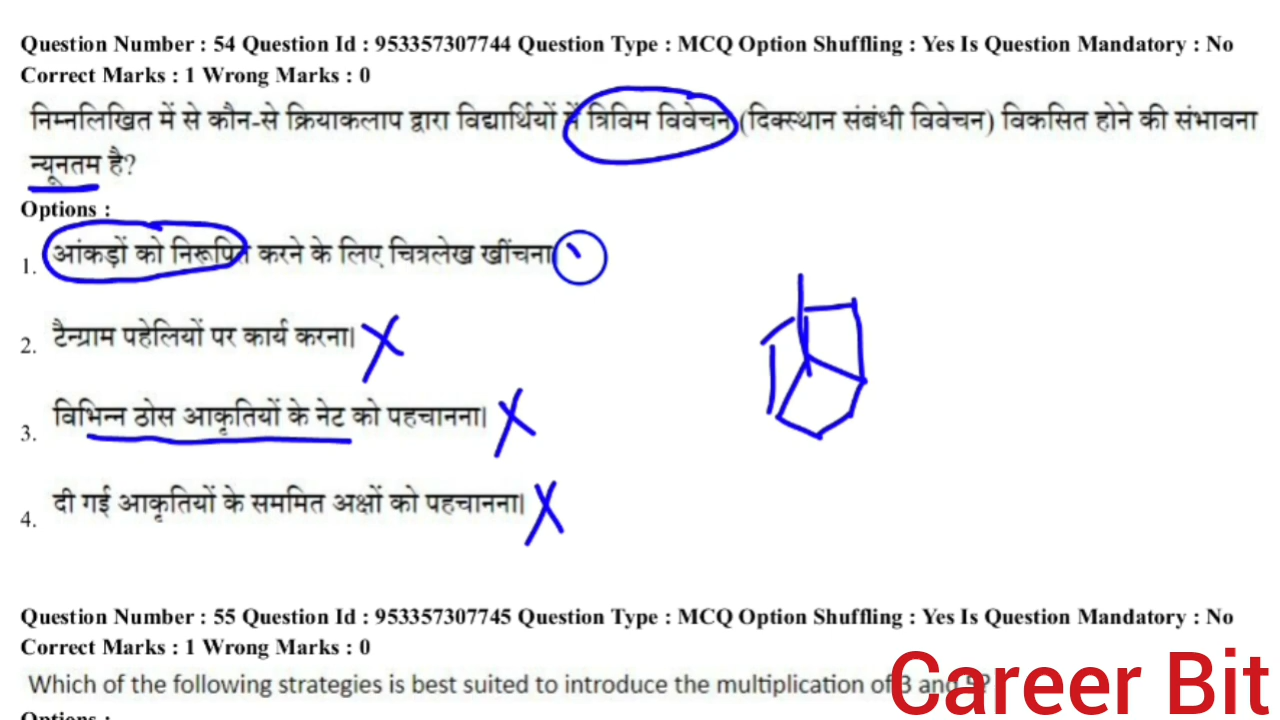 Question Number : 54 Question Id : 953357307744 Question Type : MCQ Option Shuffling : Yes Is Question Mandatory : No
Correct Marks : 1 Wrong Marks : 0
निम्नलिखित में से कौन-से क्रियाकलाप द्वारा विद्यार्थियों में त्रिविम विवेचन (दिक्स्थान संबंधी विवेचन) विकसित होने की संभावना
न्यूनतम है?
Options :
1. आंकड़ों को निरूपित करने के लिए चित्रलेख खींचना
2. टैन्ग्राम पहेलियों पर कार्य करना।
3. विभिन्न ठोस आकृतियों के नेट को पहचानना।
4. दी गई आकृतियों के सममित अक्षों को पहचानना।
Question Number : 55 Question Id : 953357307745 Question Type : MCQ Option Shuffling : Yes Is Question Mandatory : No
Correct Marks : 1 Wrong Marks : 0
Which of the following strategies is best suited to introduce the multiplication of 3 and
Career Bit
Options :